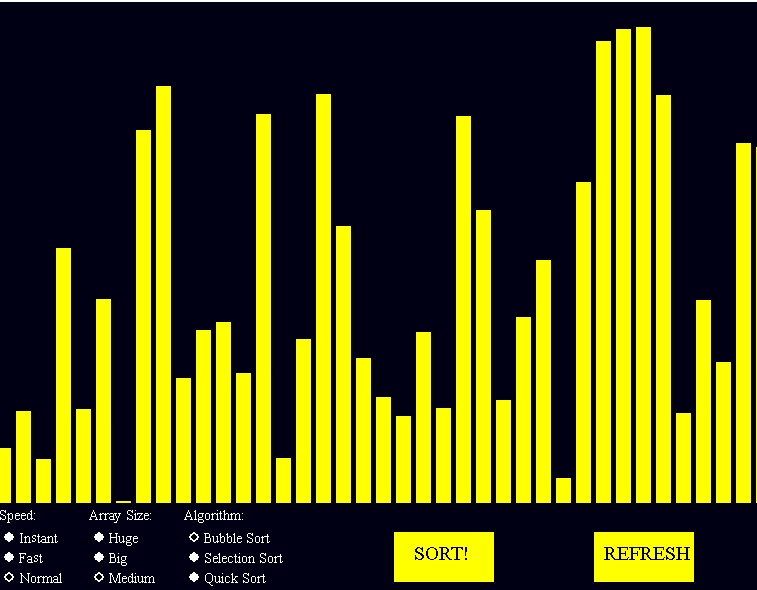 Speed:
Array Size:
Algorithm:
Instant
Huge
Bubble Sort
Fast
Big
Selection Sort
Normal
Medium
Quick Sort
SORT!
REFRESH